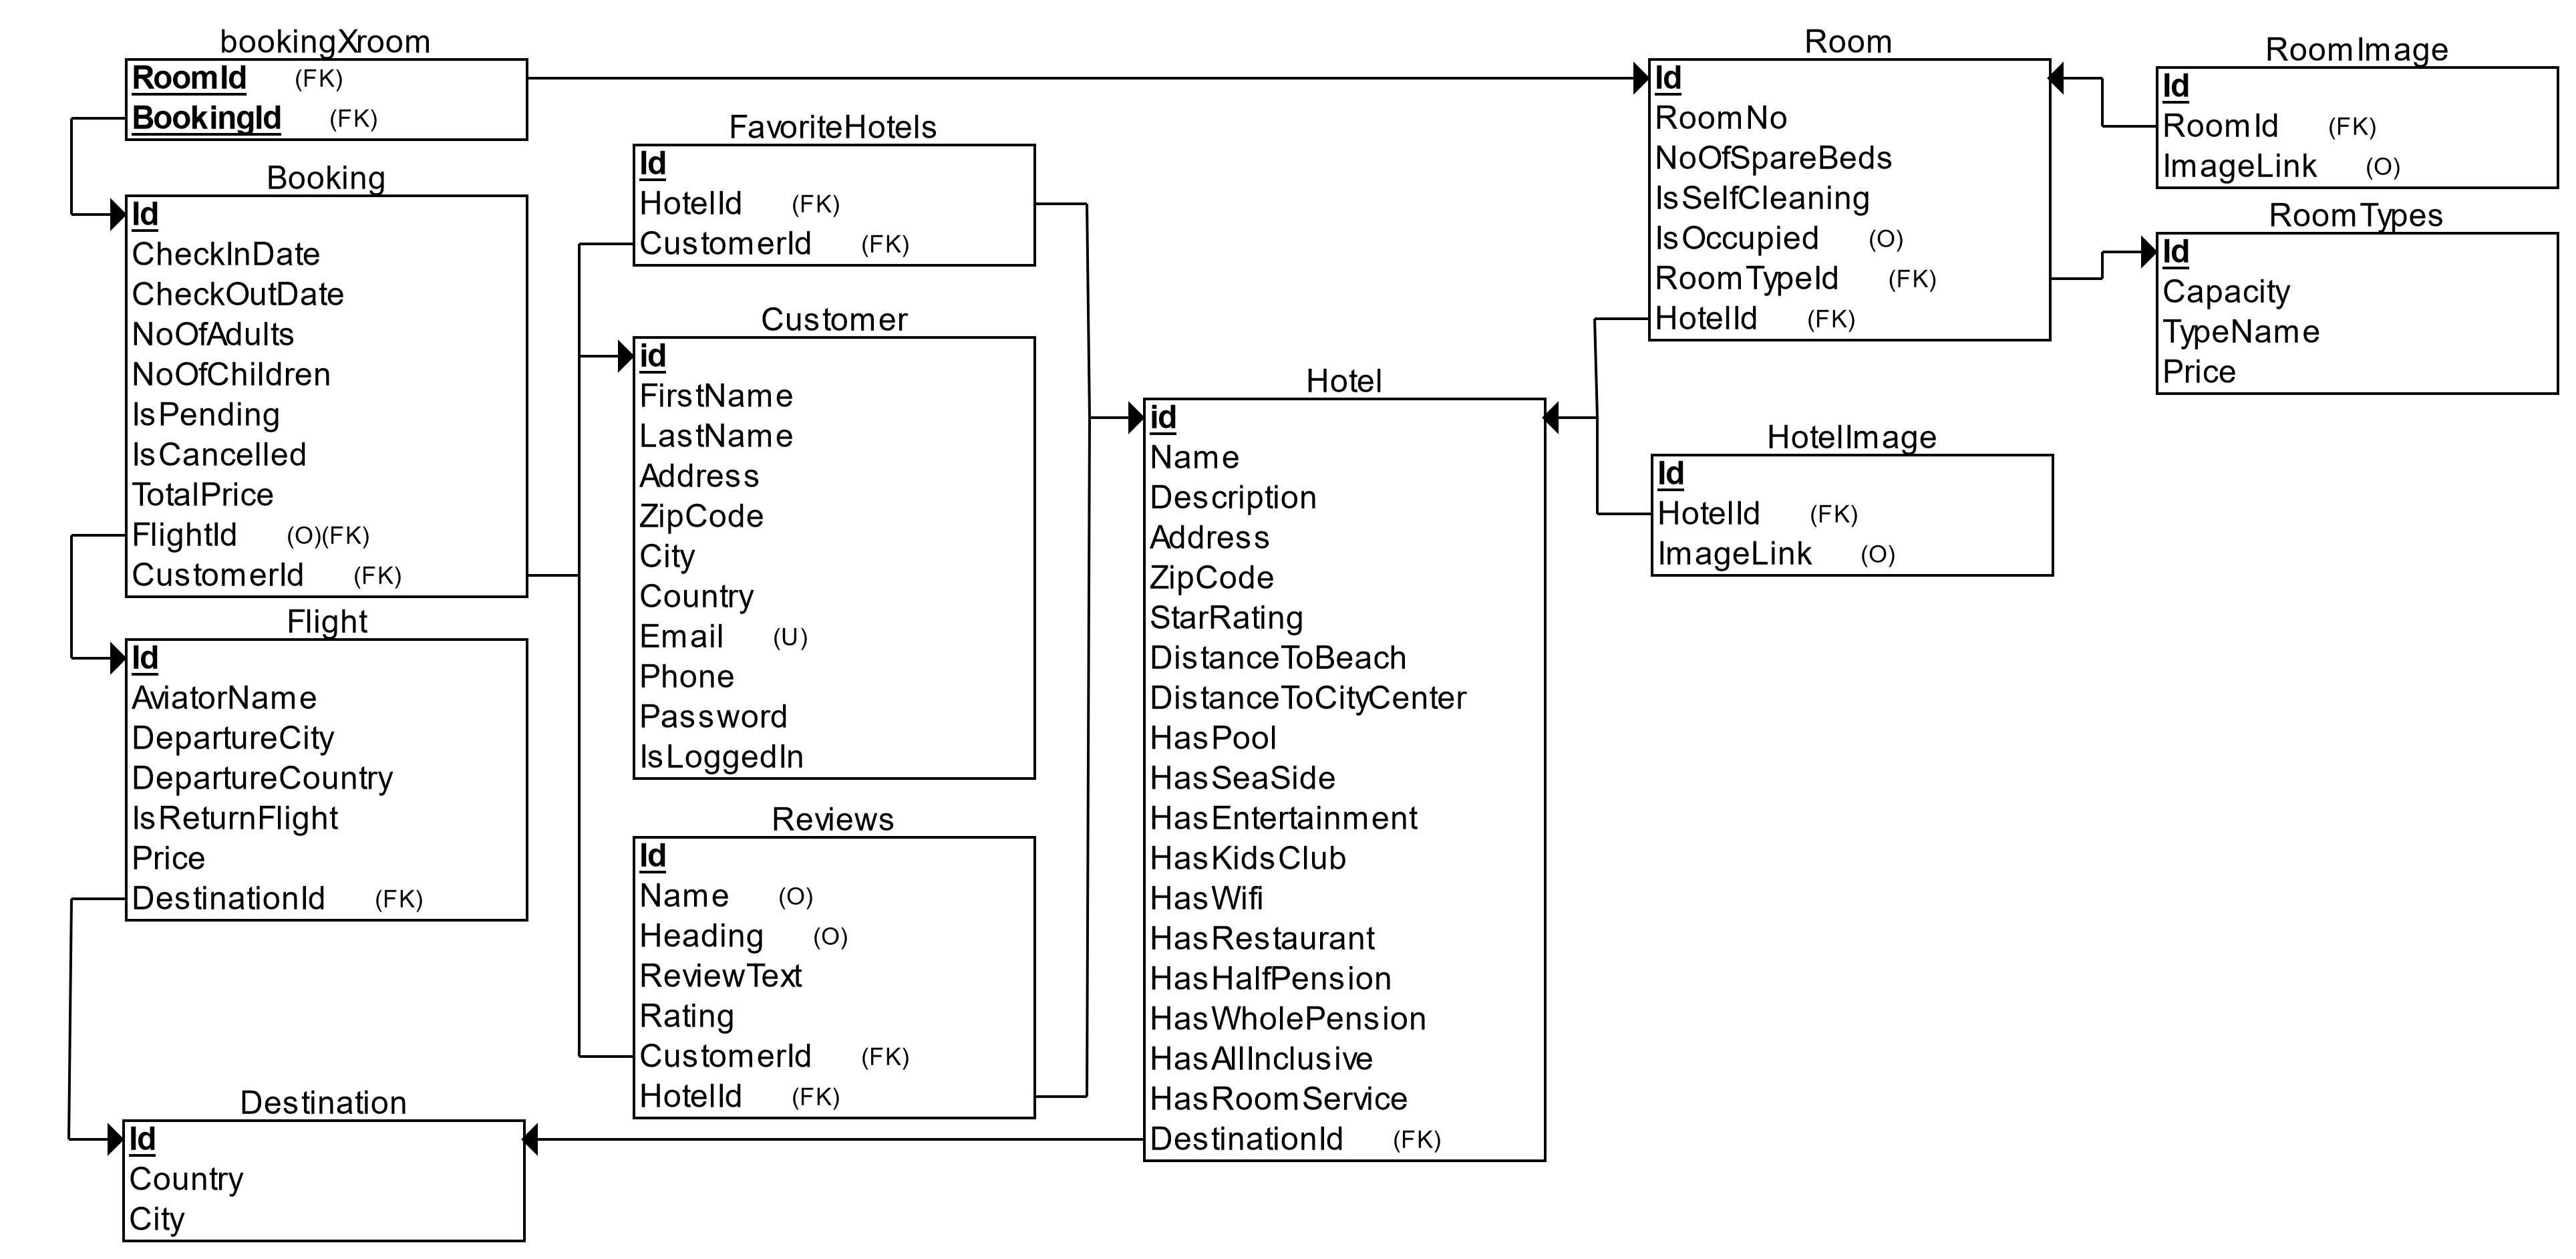 bookingXroom
RoomId (FK)
BookingId (FK)
Booking
Id
CheckInDate
CheckOutDate
NoOfAdults
NoOfChildren
IsPending
IsCancelled
TotalPrice
FlightId (O)(FK)
CustomerId (FK)
Flight
Id
AviatorName
DepartureCity
DepartureCountry
IsReturnFlight
Price
DestinationId (FK)
Destination
Id
Country
City
FavoriteHotels
Id
HotelId (FK)
CustomerId (FK)
Customer
id
FirstName
LastName
Address
ZipCode
City
Country
Email (U)
Phone
Password
IsLoggedIn
Reviews
Id
Name (O)
Heading (O)
ReviewText
Rating
CustomerId (FK)
HotelId (FK)
Hotel
id
Name
Description
Address
ZipCode
StarRating
DistanceToBeach
DistanceToCityCenter
HasPool
HasSeaSide
HasEntertainment
HasKidsClub
HasWifi
HasRestaurant
HasHalfPension
HasWholePension
HasAllInclusive
HasRoomService
DestinationId (FK)
Room
Id
RoomNo
NoOfSpareBeds
IsSelfCleaning
IsOccupied (O)
RoomTypeId (FK)
HotelId (FK)
HotelImage
Id
HotelId (FK)
ImageLink (O)
RoomImage
Id
RoomId (FK)
ImageLink (O)
RoomTypes
Id
Capacity
TypeName
Price